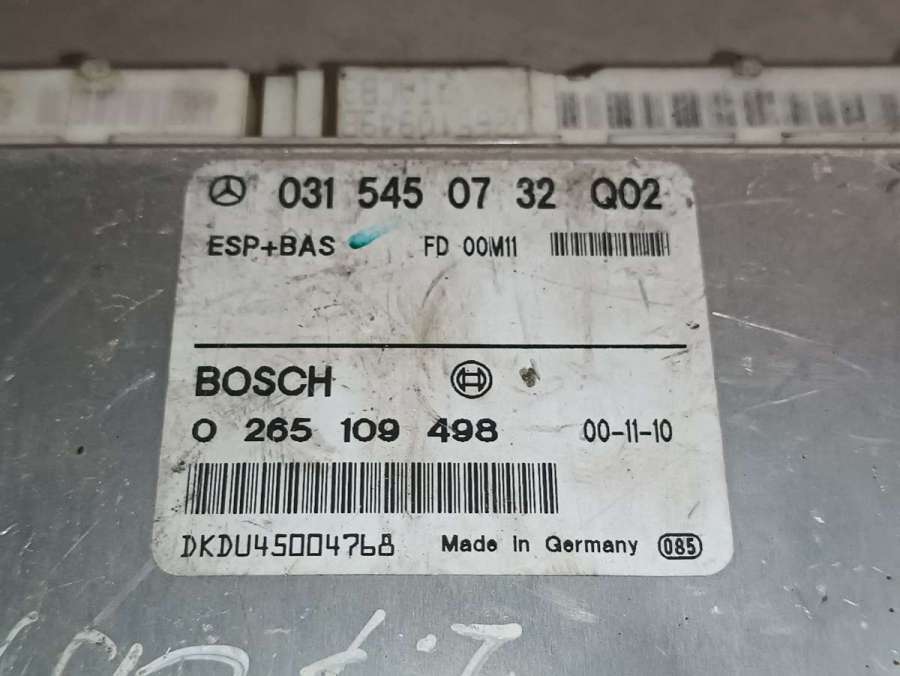 031 545 07 32 Q02
ESP+BAS FD 00M11
BOSCH
0 265 109 498 00-11-10
DKDU45004768 Made in Germany 085